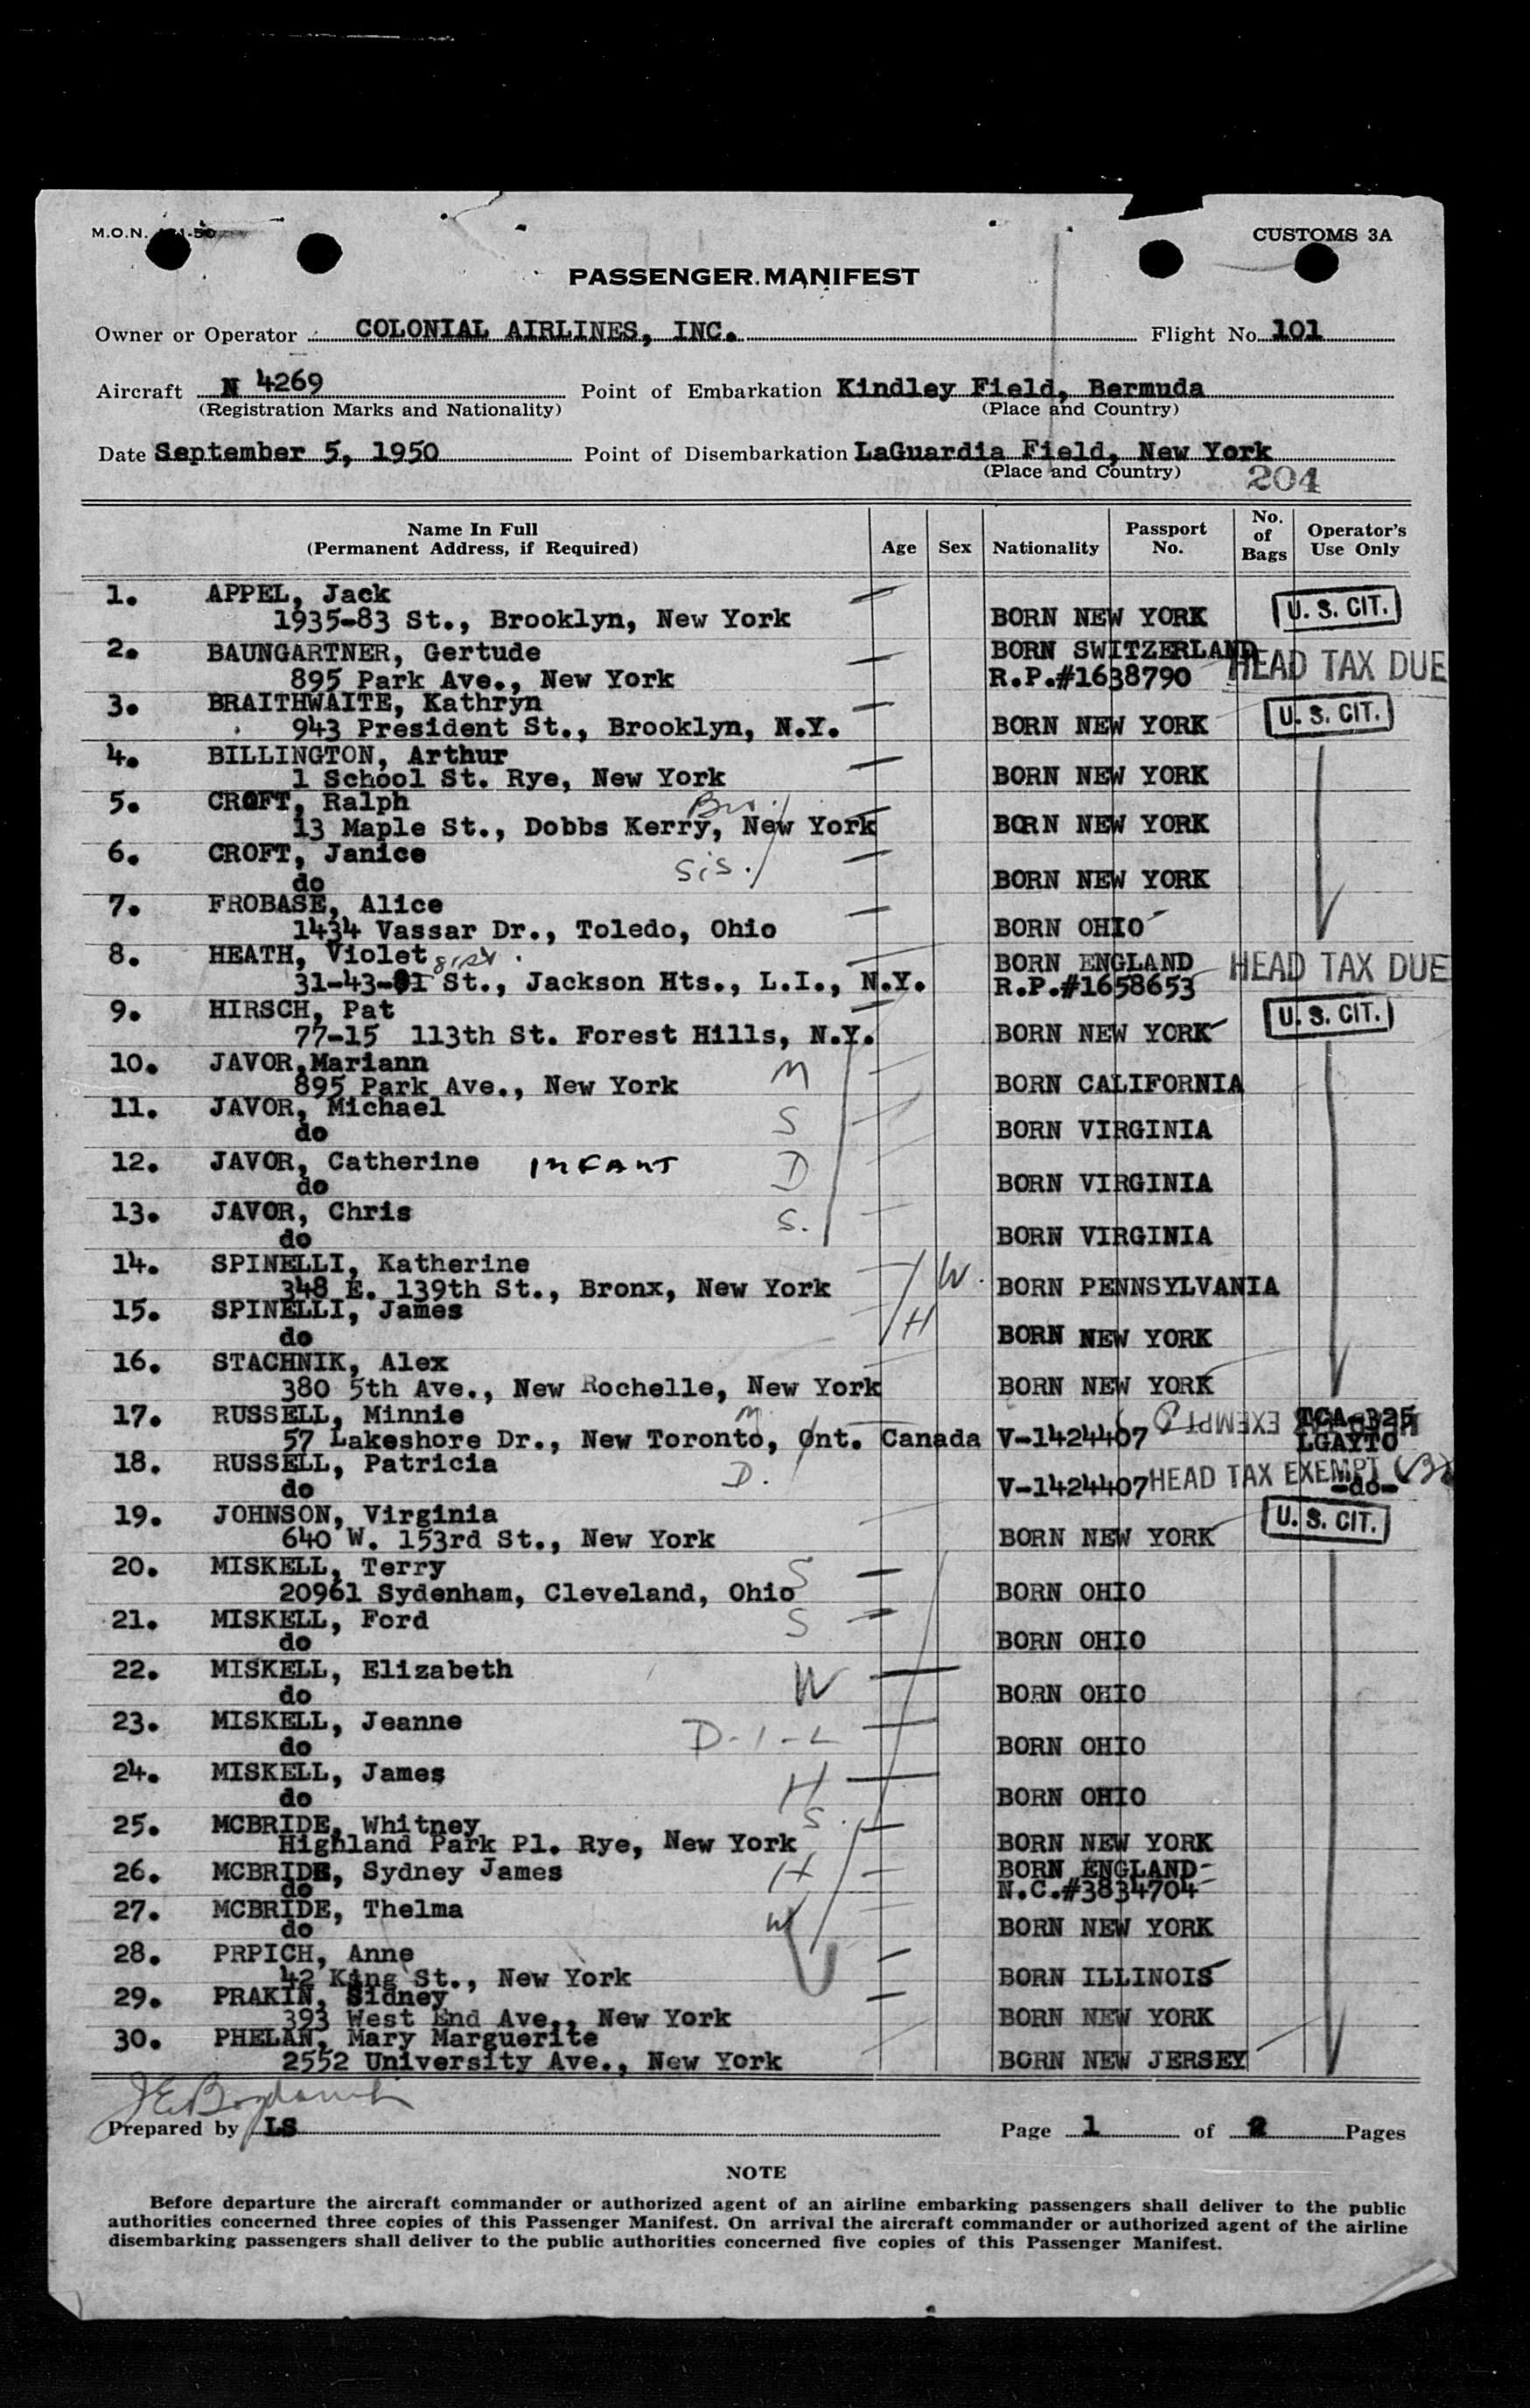 M.O.N.
CUSTOMS 3A
PASSENGER MANIFEST
Owner or Operator COLONIAL AIRLINES, INC. Flight No. 101
Aircraft N 4269 Point of Embarkation Kindley Field, Bermuda
(Registration Marks and Nationality) (Place and Country)
Date September 5, 1950 Point of Disembarkation LaGuardia Field, New York
(Place and Country) 204
Name In Full (Permanent Address, if Required) Age Sex Nationality Passport No. No. of Bags Operator's Use Only
1. APPEL, Jack U. S. CIT.
1935-83 St., Brooklyn, New York BORN NEW YORK
2. BAUNGARTNER, Gertude BORN SWITZERLAND HEAD TAX DUE
895 Park Ave., New York R.P.#1638790
3. BRAITHWAITE, Kathryn U. S. CIT.
943 President St., Brooklyn, N.Y. BORN NEW YORK
4. BILLINGTON, Arthur
1 School St. Rye, New York BORN NEW YORK
5. CROFT, Ralph Bro.
13 Maple St., Dobbs Kerry, New York BORN NEW YORK
6. CROFT, Janice sis.
do BORN NEW YORK
7. FROBASE, Alice
1434 Vassar Dr., Toledo, Ohio BORN OHIO
8. HEATH, Violet BORN ENGLAND HEAD TAX DUE
31-43-81 St., Jackson Hts., L.I., N.Y. R.P.#1658653
9. HIRSCH, Pat U. S. CIT.
77-15 113th St. Forest Hills, N.Y. BORN NEW YORK
10. JAVOR,Mariann M
895 Park Ave., New York BORN CALIFORNIA
11. JAVOR, Michael S
do BORN VIRGINIA
12. JAVOR, Catherine INFANT D
do BORN VIRGINIA
13. JAVOR, Chris S.
do BORN VIRGINIA
14. SPINELLI, Katherine W.
348 E. 139th St., Bronx, New York BORN PENNSYLVANIA
15. SPINELLI, James H
do BORN NEW YORK
16. STACHNIK, Alex
380 5th Ave., New Rochelle, New York BORN NEW YORK
17. RUSSELL, Minnie M. HEAD TAX EXEMPT TCA-325
57 Lakeshore Dr., New Toronto, Ont. Canada V-1424407 LGAYTO
18. RUSSELL, Patricia D.
do V-1424407 HEAD TAX EXEMPT -do-
19. JOHNSON, Virginia U. S. CIT.
640 W. 153rd St., New York BORN NEW YORK
20. MISKELL, Terry S
20961 Sydenham, Cleveland, Ohio BORN OHIO
21. MISKELL, Ford S
do BORN OHIO
22. MISKELL, Elizabeth W
do BORN OHIO
23. MISKELL, Jeanne D-I-L
do BORN OHIO
24. MISKELL, James H
do BORN OHIO
25. MCBRIDE, Whitney S.
Highland Park Pl. Rye, New York BORN NEW YORK
26. MCBRIDE, Sydney James H BORN ENGLAND
do N.C.#3834704
27. MCBRIDE, Thelma W
do BORN NEW YORK
28. PRPICH, Anne
42 King St., New York BORN ILLINOIS
29. PRAKIN, Sidney
393 West End Ave., New York BORN NEW YORK
30. PHELAN, Mary Marguerite
2552 University Ave., New York BORN NEW JERSEY
Prepared by LS Page 1 of 2 Pages
NOTE
Before departure the aircraft commander or authorized agent of an airline embarking passengers shall deliver to the public
authorities concerned three copies of this Passenger Manifest. On arrival the aircraft commander or authorized agent of the airline
disembarking passengers shall deliver to the public authorities concerned five copies of this Passenger Manifest.